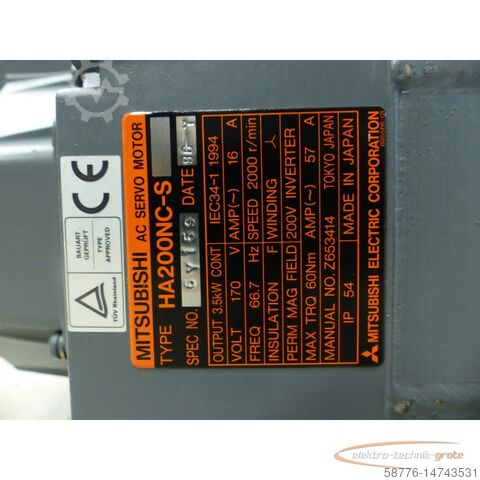 MITSUBISHI AC SERVO MOTOR
TYPE HA200NC-S
SPEC NO. 6Y159 DATE 96-Y
OUTPUT 3.5kW CONT IEC34-1 1994
VOLT 170 V AMP(~) 16 A
FREQ 66.7 Hz SPEED 2000 r/min
INSULATION F WINDING
PERM MAG FIELD 200V INVERTER
MAX TRQ 60Nm AMP(~) 57 A
MANUAL NO. Z653414 TOKYO JAPAN
IP 54 MADE IN JAPAN
MITSUBISHI ELECTRIC CORPORATION
CE
BAUART GEPRÜFT
TYPE APPROVED
TÜV Rheinland
elektro-technik-grote
58776-14743531